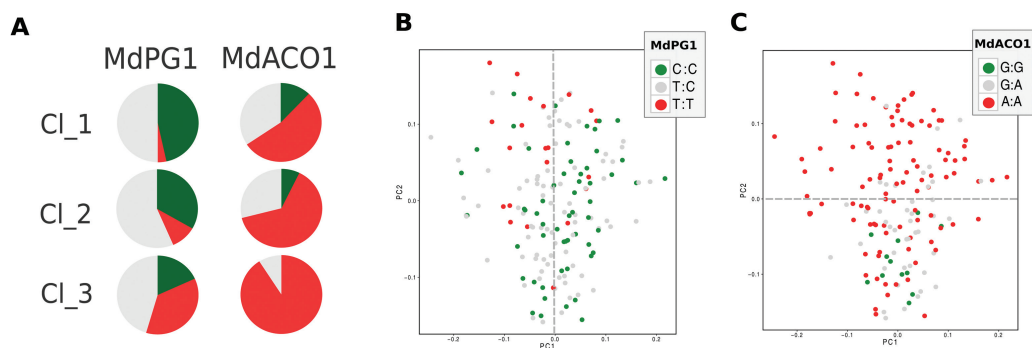 A
MdPG1 MdACO1
Cl_1
Cl_2
Cl_3
B
MdPG1
C:C
T:C
T:T
PC2
0.1
0.0
−0.1
−0.2 −0.1 0.0 0.1 0.2
PC1
C
MdACO1
G:G
G:A
A:A
PC2
0.1
0.0
−0.1
−0.2 −0.1 0.0 0.1 0.2
PC1